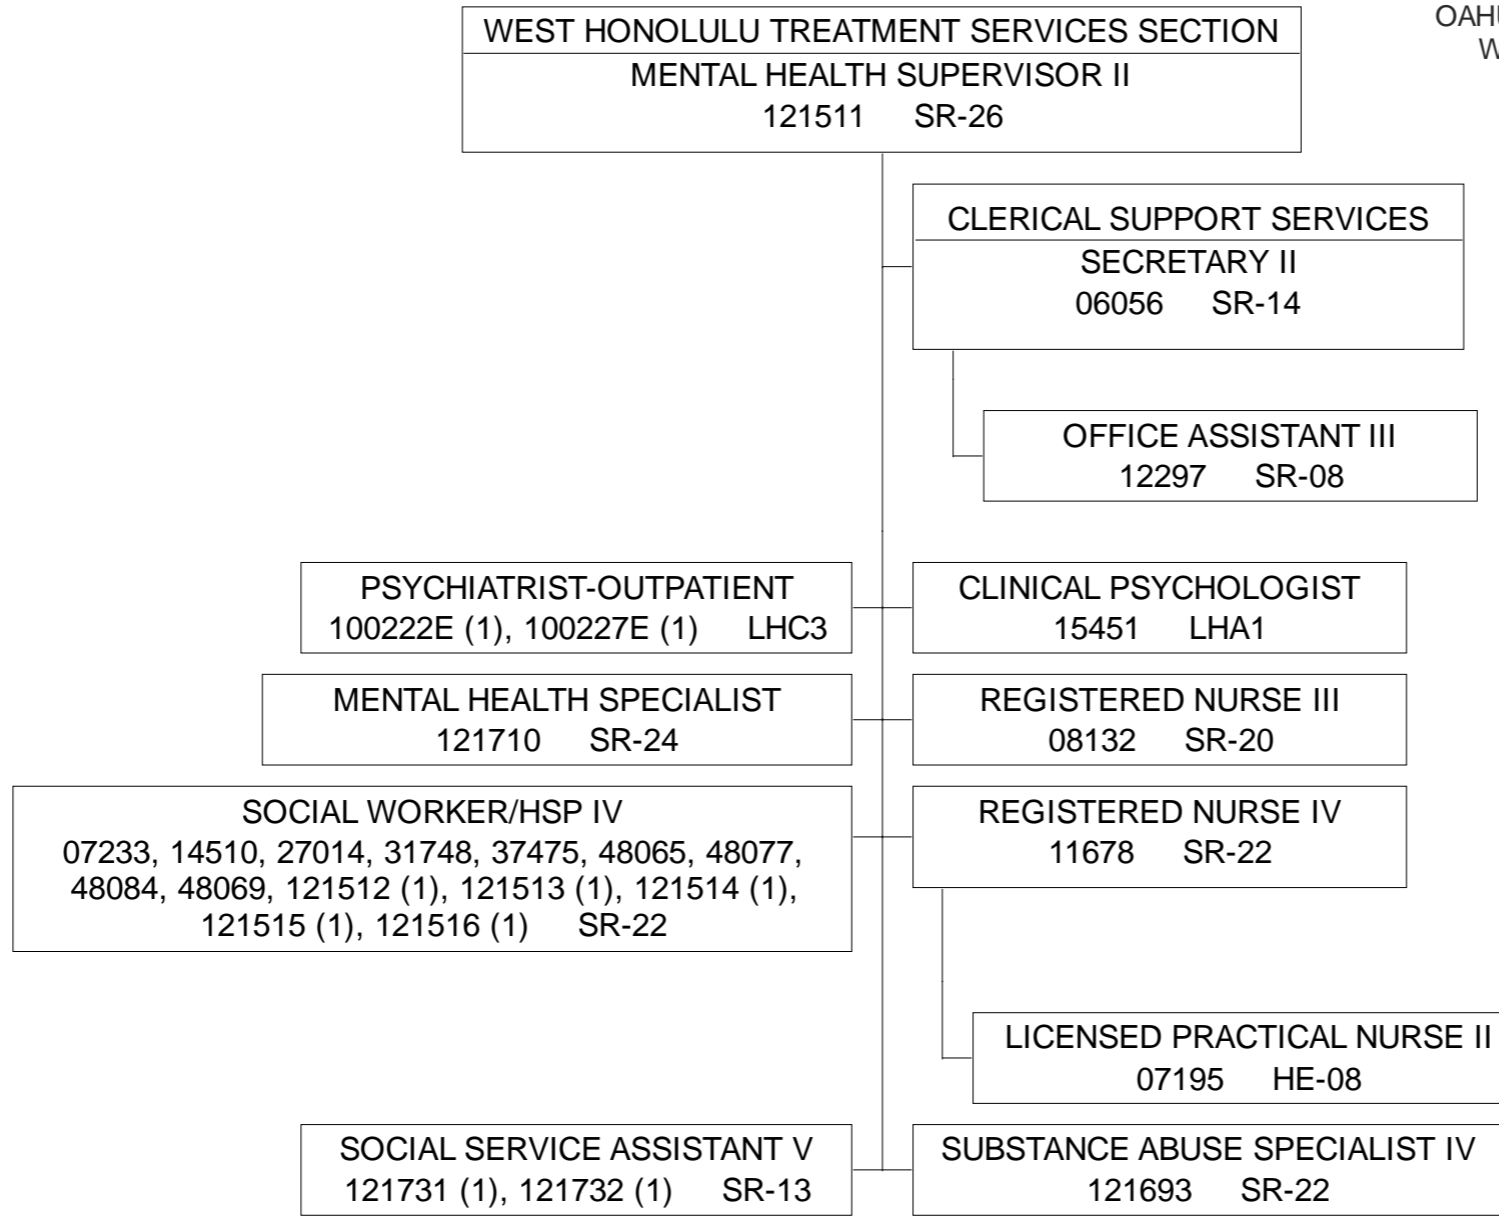 OAHU
WEST HONOLULU TREATMENT SERVICES SECTION
MENTAL HEALTH SUPERVISOR II
121511 SR-26
CLERICAL SUPPORT SERVICES
SECRETARY II
06056 SR-14
OFFICE ASSISTANT III
12297 SR-08
PSYCHIATRIST-OUTPATIENT
100222E (1), 100227E (1) LHC3
CLINICAL PSYCHOLOGIST
15451 LHA1
MENTAL HEALTH SPECIALIST
121710 SR-24
REGISTERED NURSE III
08132 SR-20
SOCIAL WORKER/HSP IV
07233, 14510, 27014, 31748, 37475, 48065, 48077,
48084, 48069, 121512 (1), 121513 (1), 121514 (1),
121515 (1), 121516 (1) SR-22
REGISTERED NURSE IV
11678 SR-22
LICENSED PRACTICAL NURSE II
07195 HE-08
SOCIAL SERVICE ASSISTANT V
121731 (1), 121732 (1) SR-13
SUBSTANCE ABUSE SPECIALIST IV
121693 SR-22